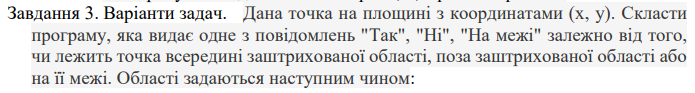 Завдання 3. Варіанти задач. Дана точка на площині з координатами (x, y). Скласти
програму, яка видає одне з повідомлень "Так", "Ні", "На межі" залежно від того,
чи лежить точка всередині заштрихованої області, поза заштрихованої області або
на її межі. Області задаються наступним чином: